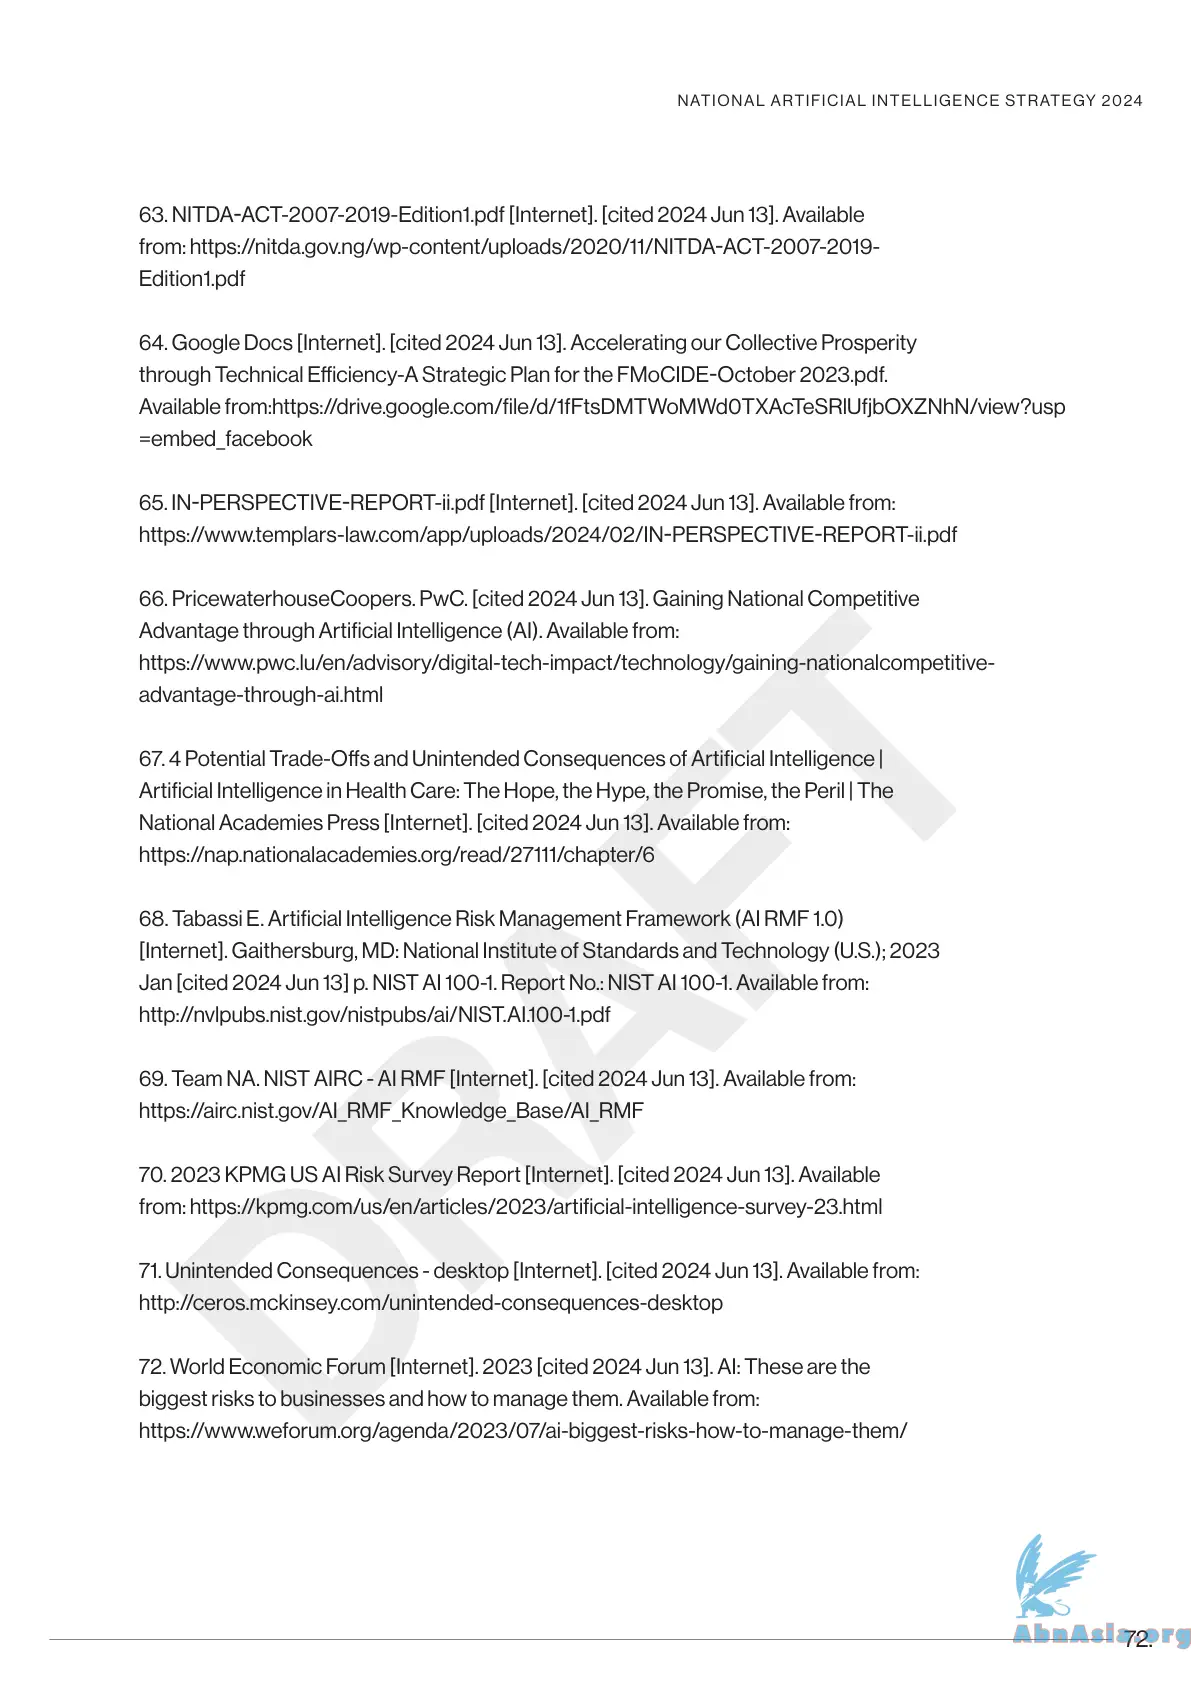 NATIONAL ARTIFICIAL INTELLIGENCE STRATEGY 2024
63. NITDA-ACT-2007-2019-Edition1.pdf [Internet]. [cited 2024 Jun 13]. Available
from: https://nitda.gov.ng/wp-content/uploads/2020/11/NITDA-ACT-2007-2019-
Edition1.pdf
64. Google Docs [Internet]. [cited 2024 Jun 13]. Accelerating our Collective Prosperity
through Technical Efficiency-A Strategic Plan for the FMoCIDE-October 2023.pdf.
Available from:https://drive.google.com/file/d/1fFtsDMTWoMWd0TXAcTeSRlUfjbOXZNhN/view?usp
=embed_facebook
65. IN-PERSPECTIVE-REPORT-ii.pdf [Internet]. [cited 2024 Jun 13]. Available from:
https://www.templars-law.com/app/uploads/2024/02/IN-PERSPECTIVE-REPORT-ii.pdf
66. PricewaterhouseCoopers. PwC. [cited 2024 Jun 13]. Gaining National Competitive
Advantage through Artificial Intelligence (AI). Available from:
https://www.pwc.lu/en/advisory/digital-tech-impact/technology/gaining-nationalcompetitive-
advantage-through-ai.html
67. 4 Potential Trade-Offs and Unintended Consequences of Artificial Intelligence |
Artificial Intelligence in Health Care: The Hope, the Hype, the Promise, the Peril | The
National Academies Press [Internet]. [cited 2024 Jun 13]. Available from:
https://nap.nationalacademies.org/read/27111/chapter/6
68. Tabassi E. Artificial Intelligence Risk Management Framework (AI RMF 1.0)
[Internet]. Gaithersburg, MD: National Institute of Standards and Technology (U.S.); 2023
Jan [cited 2024 Jun 13] p. NIST AI 100-1. Report No.: NIST AI 100-1. Available from:
http://nvlpubs.nist.gov/nistpubs/ai/NIST.AI.100-1.pdf
69. Team NA. NIST AIRC - AI RMF [Internet]. [cited 2024 Jun 13]. Available from:
https://airc.nist.gov/AI_RMF_Knowledge_Base/AI_RMF
70. 2023 KPMG US AI Risk Survey Report [Internet]. [cited 2024 Jun 13]. Available
from: https://kpmg.com/us/en/articles/2023/artificial-intelligence-survey-23.html
71. Unintended Consequences - desktop [Internet]. [cited 2024 Jun 13]. Available from:
http://ceros.mckinsey.com/unintended-consequences-desktop
72. World Economic Forum [Internet]. 2023 [cited 2024 Jun 13]. AI: These are the
biggest risks to businesses and how to manage them. Available from:
https://www.weforum.org/agenda/2023/07/ai-biggest-risks-how-to-manage-them/
DRAFT
AbnAsia.org
72.